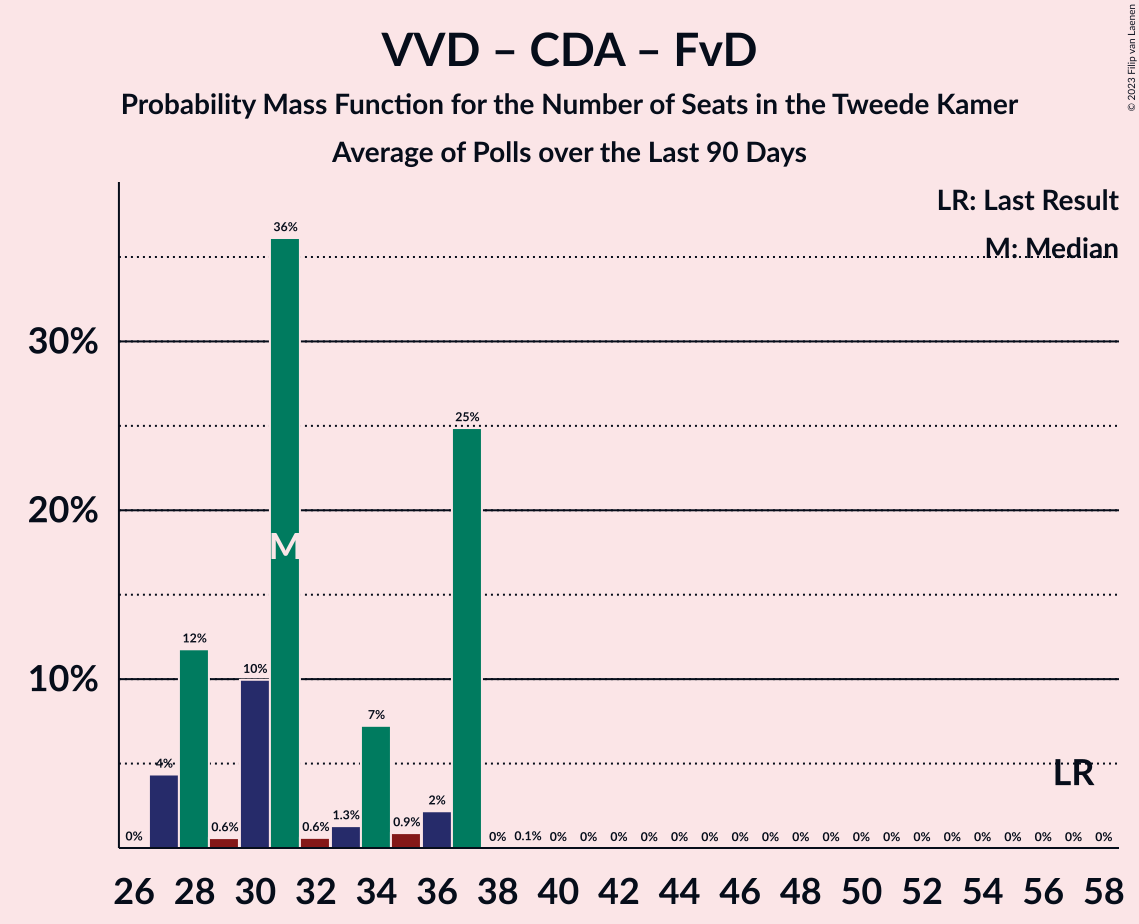 VVD – CDA – FvD
Probability Mass Function for the Number of Seats in the Tweede Kamer
Average of Polls over the Last 90 Days
© 2023 Filip van Laenen
LR: Last Result
M: Median
30%
20%
10%
0% 4% 12% 0.6% 10% 36% 0.6% 1.3% 7% 0.9% 2% 25% 0% 0.1% 0% 0% 0% 0% 0% 0% 0% 0% 0% 0% 0% 0% 0% 0% 0% 0% 0% 0% 0%
M
LR
26 28 30 32 34 36 38 40 42 44 46 48 50 52 54 56 58